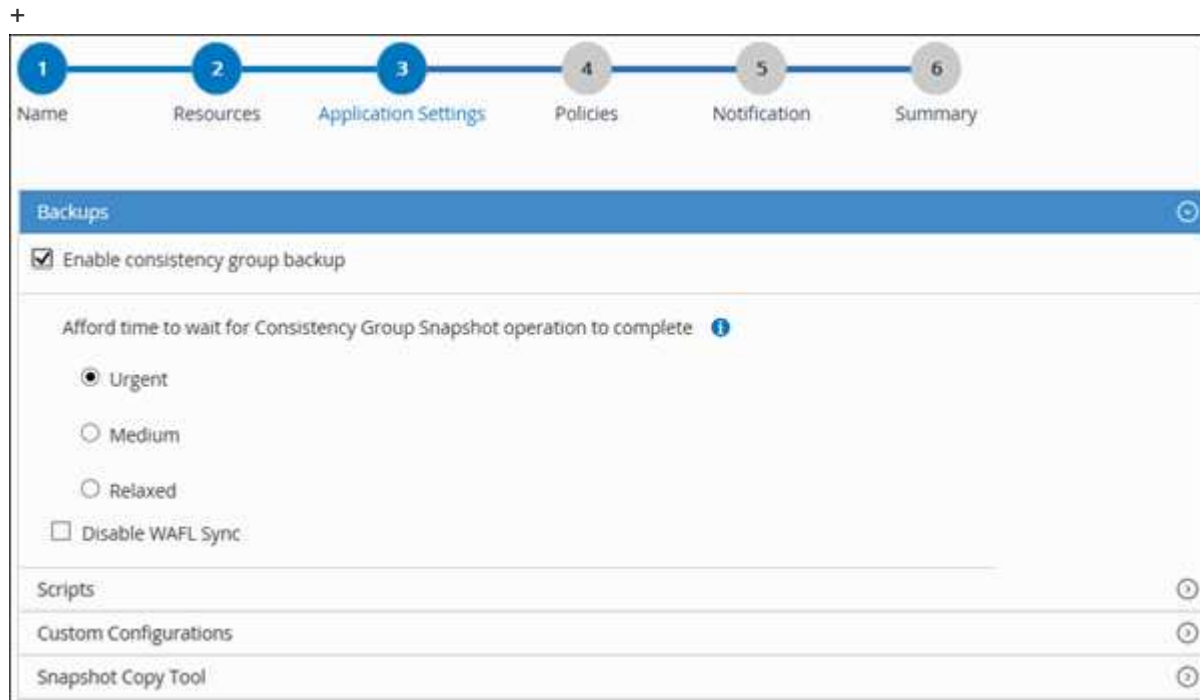 +
1 2 3 4 5 6
Name Resources Application Settings Policies Notification Summary
Backups
Enable consistency group backup
Afford time to wait for Consistency Group Snapshot operation to complete
Urgent
Medium
Relaxed
Disable WAFL Sync
Scripts
Custom Configurations
Snapshot Copy Tool